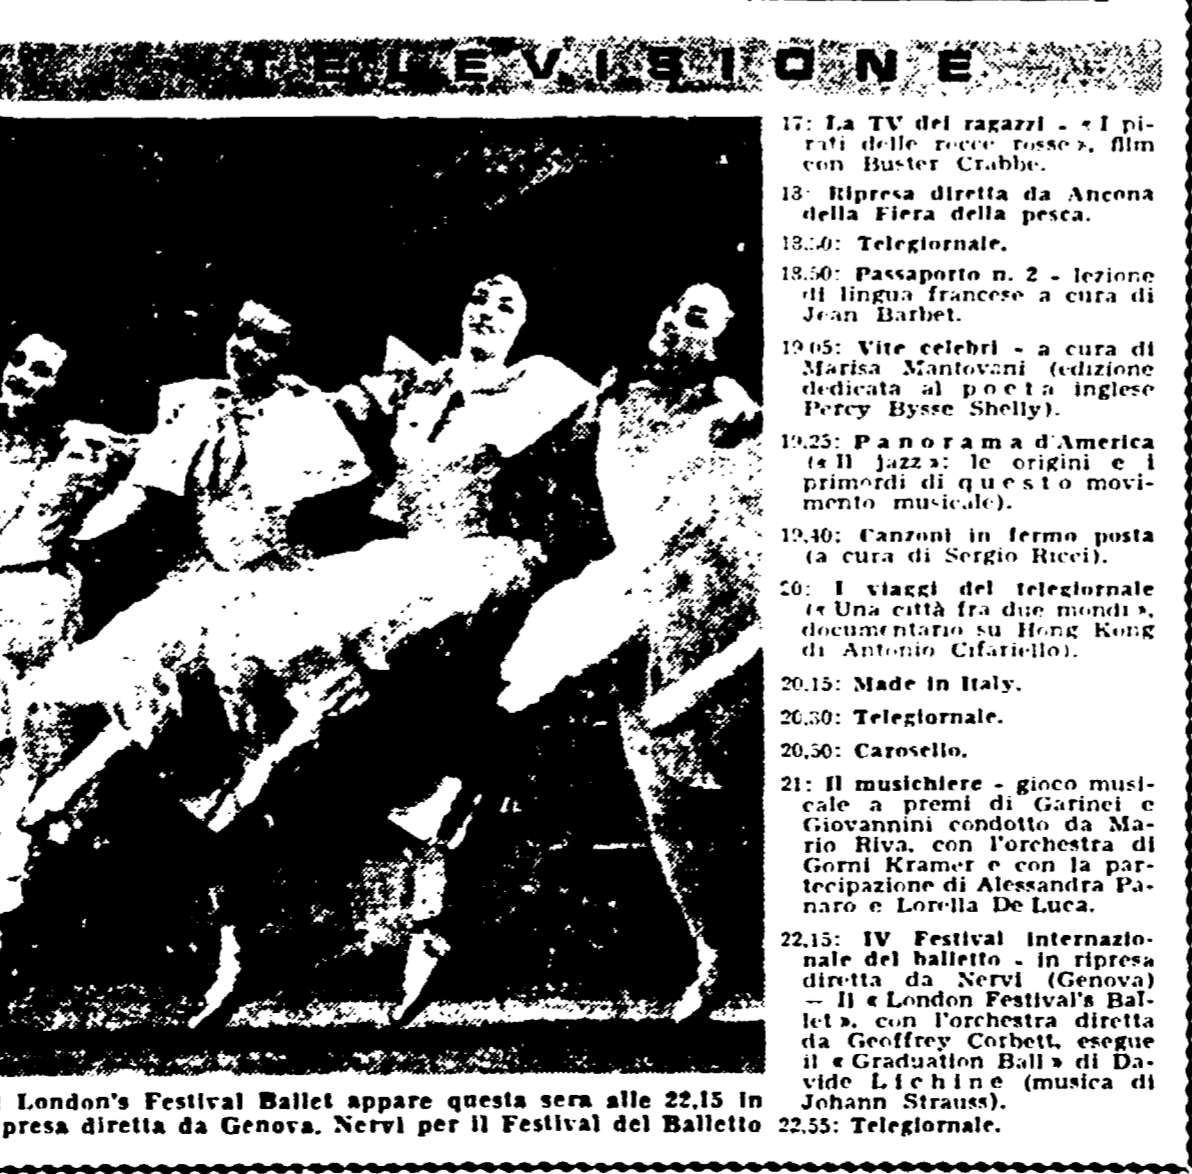 TELEVISIONE
17: La TV dei ragazzi - « I pi-
rati delle rocce rosse », film
con Buster Crabbe.
18: Ripresa diretta da Ancona
della Fiera della pesca.
Telegiornale.
18.50: Passaporto n. 2 - lezione
di lingua francese a cura di
Jean Barbet.
19.05: Vite celebri - a cura di
Marisa Mantovani (edizione
dedicata al poeta inglese
Percy Bysse Shelly).
19.25: Panorama d'America
(« Il jazz »: le origini e i
primordi di questo movi-
mento musicale).
19.40: Canzoni in fermo posta
(a cura di Sergio Ricci).
20: I viaggi del telegiornale
(« Una città fra due mondi »,
documentario su Hong Kong
di Antonio Cifariello).
20.15: Made in Italy.
20.30: Telegiornale.
20,50: Carosello.
21: Il musichiere - gioco musi-
cale a premi di Garinei e
Giovannini condotto da Ma-
rio Riva, con l'orchestra di
Gorni Kramer e con la par-
tecipazione di Alessandra Pa-
naro e Lorella De Luca.
22,15: IV Festival internazio-
nale del balletto - in ripresa
diretta da Nervi (Genova)
— Il « London Festival's Bal-
let », con l'orchestra diretta
da Geoffrey Corbett, esegue
il « Graduation Ball » di Da-
vide Lichine (musica di
Johann Strauss).
22,55: Telegiornale.
London's Festival Ballet appare questa sera alle 22,15 in
presa diretta da Genova. Nervi per il Festival del Balletto